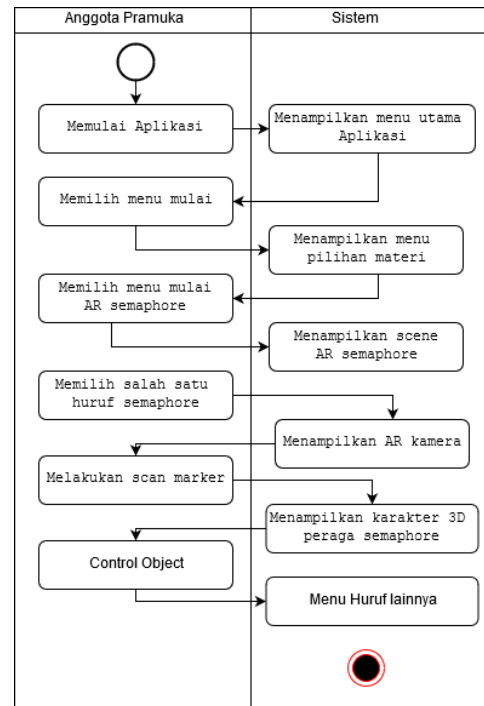 Anggota Pramuka
Sistem
Memulai Aplikasi
Menampilkan menu utama
Aplikasi
Memilih menu mulai
Menampilkan menu
pilihan materi
Memilih menu mulai
AR semaphore
Menampilkan scene
AR semaphore
Memilih salah satu
huruf semaphore
Menampilkan AR kamera
Melakukan scan marker
Menampilkan karakter 3D
peraga semaphore
Control Object
Menu Huruf lainnya